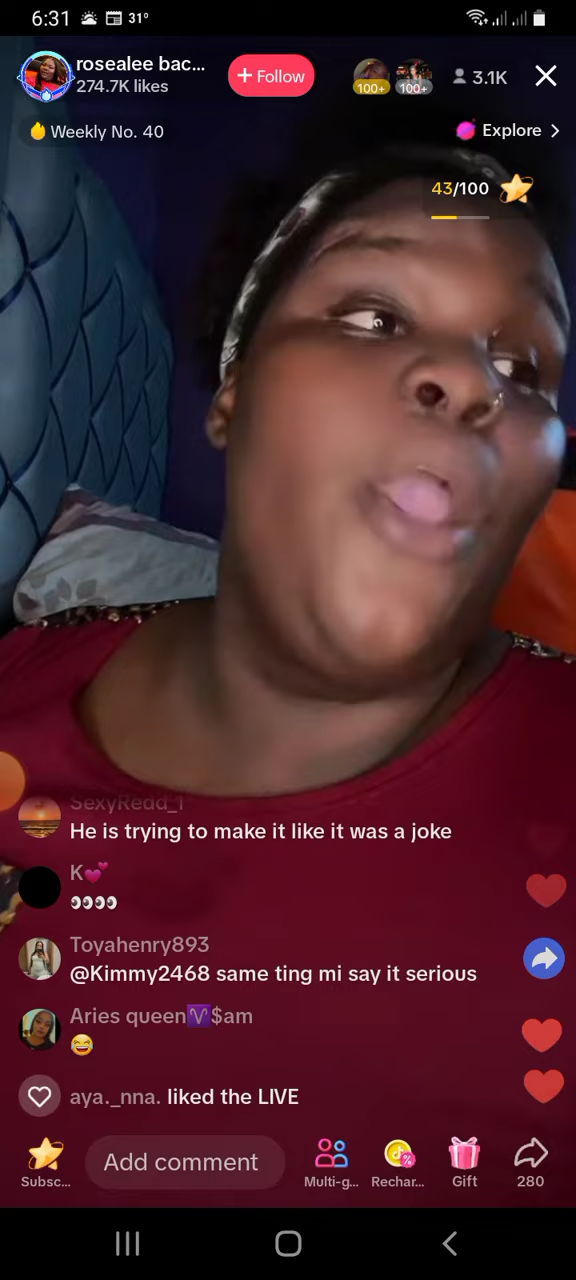 6:31 31°
rosealee bac...
274.7K likes
+ Follow
100+ 100+
3.1K
Weekly No. 40
Explore
43/100
SexyRedd_1
He is trying to make it like it was a joke
K💕
👀👀
Toyahenry893
@Kimmy2468 same ting mi say it serious
Aries queen♈$am
😂
aya._nna. liked the LIVE
Subsc...
Add comment
Multi-g...
Rechar...
Gift
280